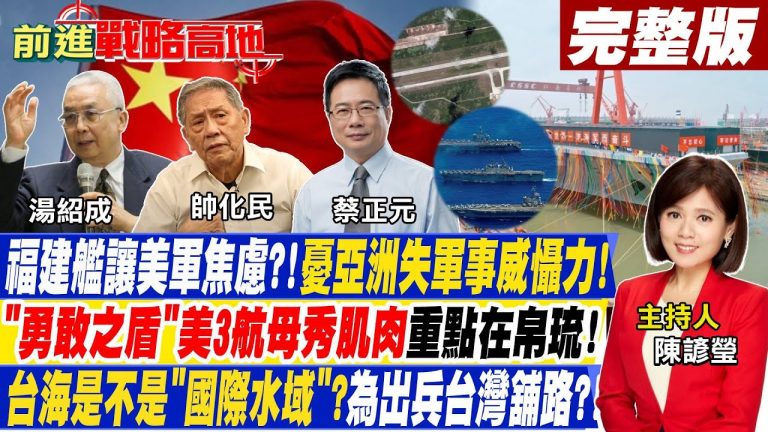 前進戰略高地
完整版
湯紹成
帥化民
蔡正元
主持人
陳諺瑩
福建艦讓美軍焦慮?!憂亞洲失軍事威懾力!
"勇敢之盾"美3航母秀肌肉重點在帛琉!
台海是不是"國際水域"?為出兵台灣舖路?!